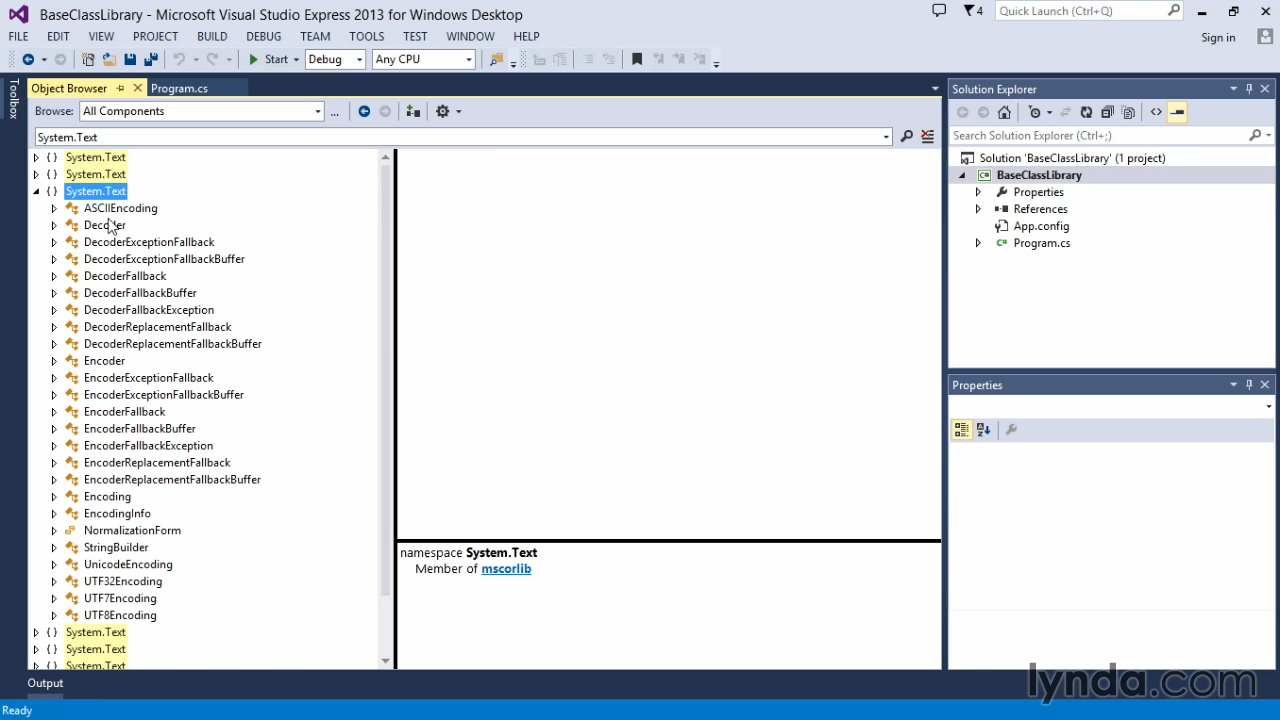 BaseClassLibrary - Microsoft Visual Studio Express 2013 for Windows Desktop
4
Quick Launch (Ctrl+Q)
FILE EDIT VIEW PROJECT BUILD DEBUG TEAM TOOLS TEST WINDOW HELP
Sign in
Start Debug Any CPU
Toolbox
Object Browser Program.cs
Browse: All Components ...
System.Text
System.Text
System.Text
System.Text
ASCIIEncoding
Decoder
DecoderExceptionFallback
DecoderExceptionFallbackBuffer
DecoderFallback
DecoderFallbackBuffer
DecoderFallbackException
DecoderReplacementFallback
DecoderReplacementFallbackBuffer
Encoder
EncoderExceptionFallback
EncoderExceptionFallbackBuffer
EncoderFallback
EncoderFallbackBuffer
EncoderFallbackException
EncoderReplacementFallback
EncoderReplacementFallbackBuffer
Encoding
EncodingInfo
NormalizationForm
StringBuilder
UnicodeEncoding
UTF32Encoding
UTF7Encoding
UTF8Encoding
System.Text
System.Text
System.Text
namespace System.Text
Member of mscorlib
Solution Explorer
Search Solution Explorer (Ctrl+;)
Solution 'BaseClassLibrary' (1 project)
BaseClassLibrary
Properties
References
App.config
Program.cs
Properties
Output
Ready
lynda.com